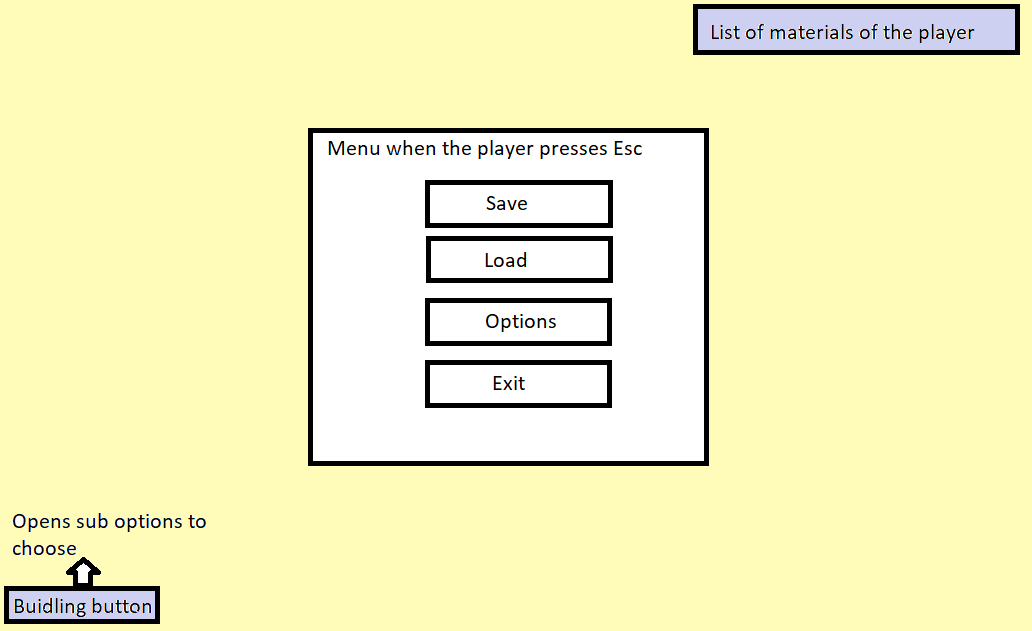 List of materials of the player
Menu when the player presses Esc
Save
Load
Options
Exit
Opens sub options to
choose
Buidling button